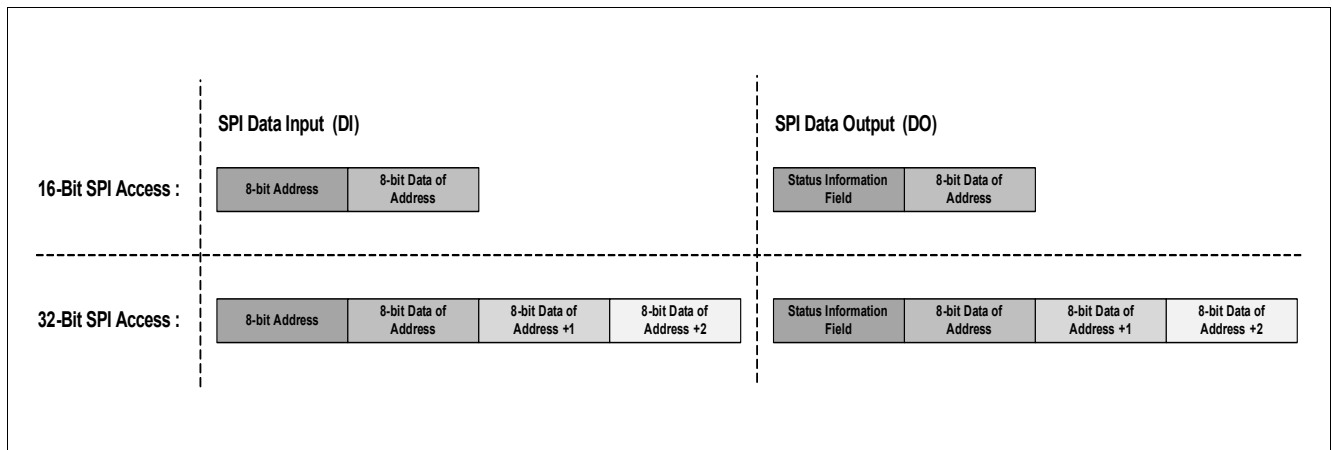 SPI Data Input (DI)
SPI Data Output (DO)
16-Bit SPI Access :
8-bit Address
8-bit Data of
Address
Status Information
Field
8-bit Data of
Address
32-Bit SPI Access :
8-bit Address
8-bit Data of
Address
8-bit Data of
Address +1
8-bit Data of
Address +2
Status Information
Field
8-bit Data of
Address
8-bit Data of
Address +1
8-bit Data of
Address +2